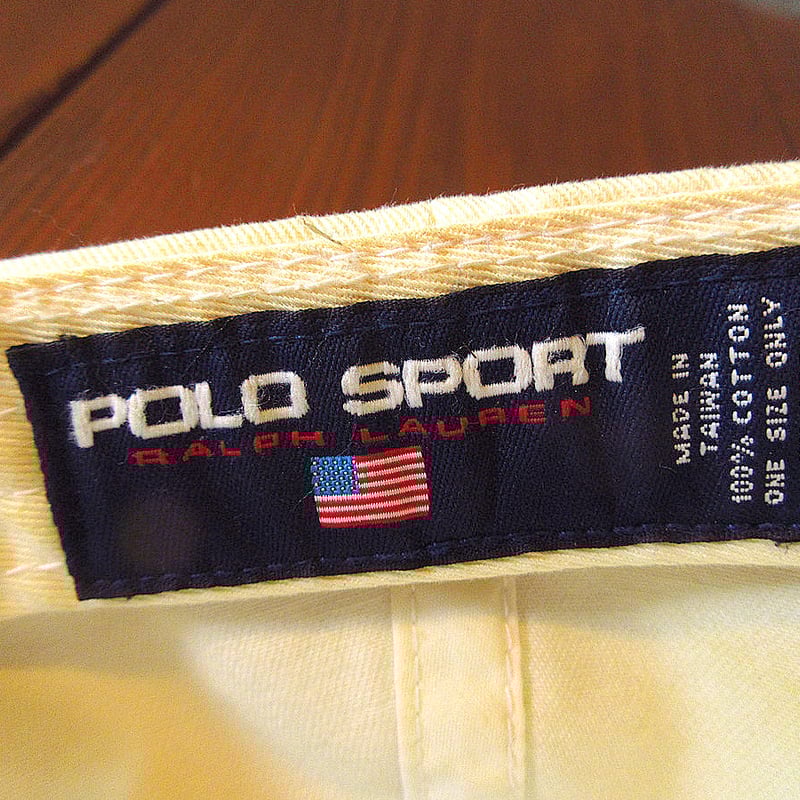 POLO SPORT
RALPH LAUREN
MADE IN
TAIWAN
100% COTTON
ONE SIZE ONLY